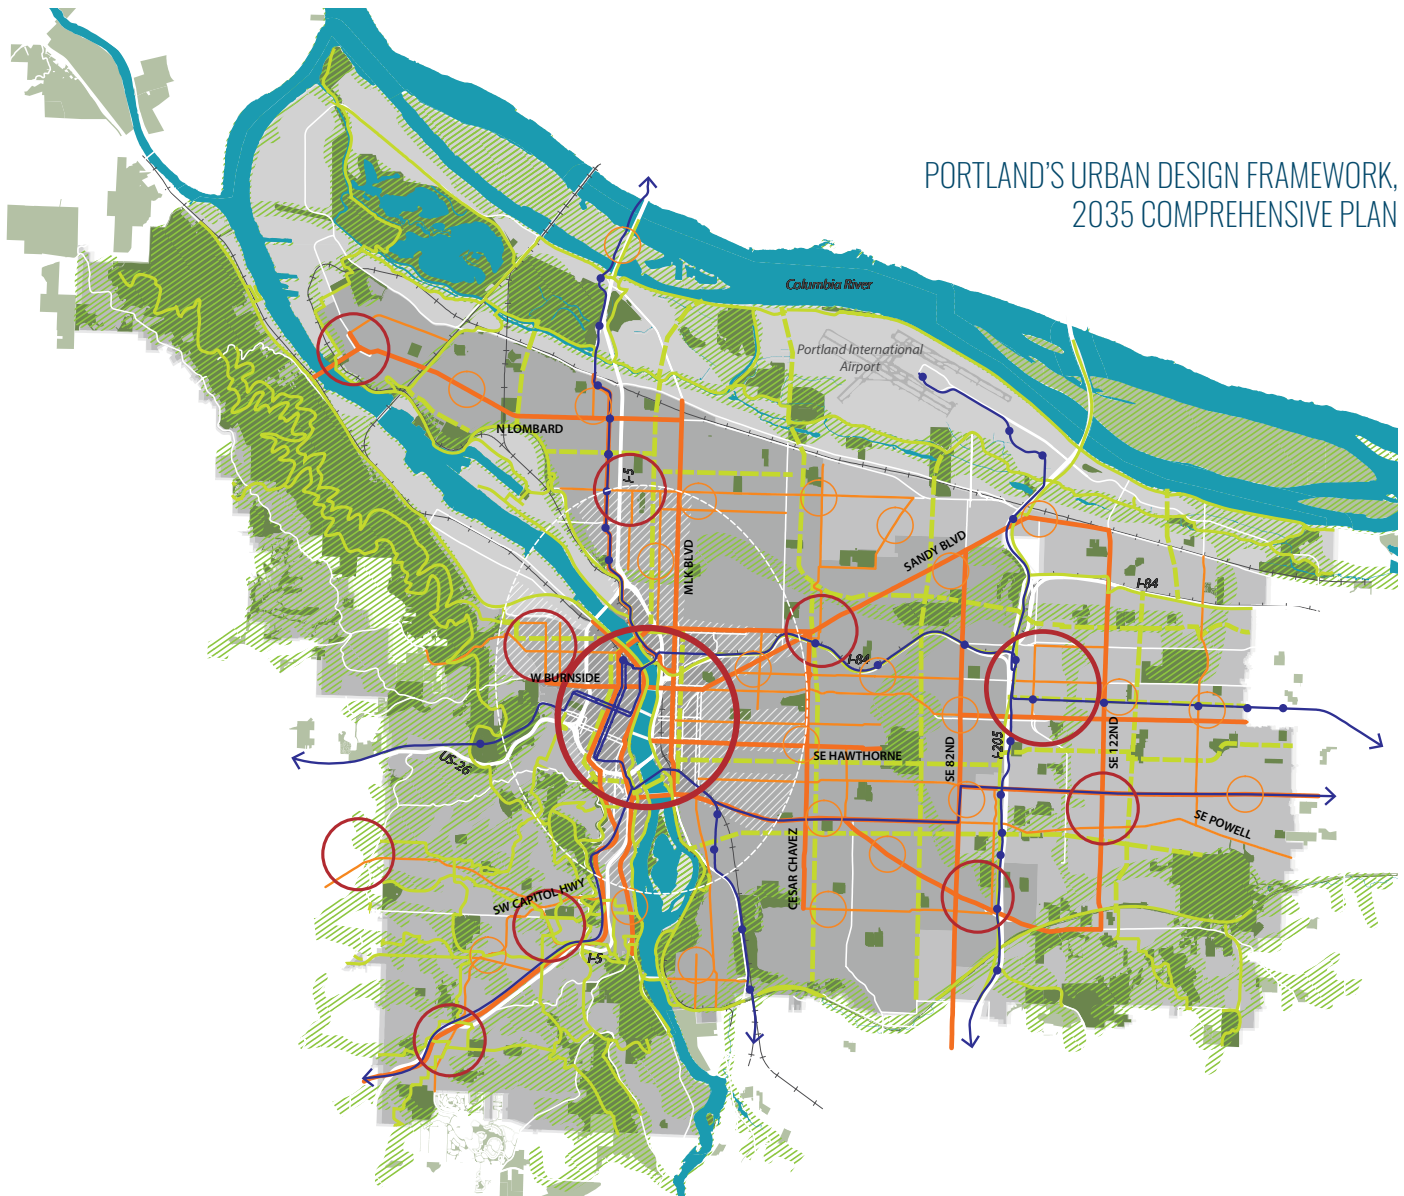 PORTLAND'S URBAN DESIGN FRAMEWORK,
2035 COMPREHENSIVE PLAN
Columbia River
Portland International
Airport
N LOMBARD
I-5
MLK BLVD
SANDY BLVD
I-84
I-84
W BURNSIDE
US-26
SE HAWTHORNE
SE 82ND
I-205
SE 122ND
SE POWELL
CESAR CHAVEZ
SW CAPITOL HWY
I-5